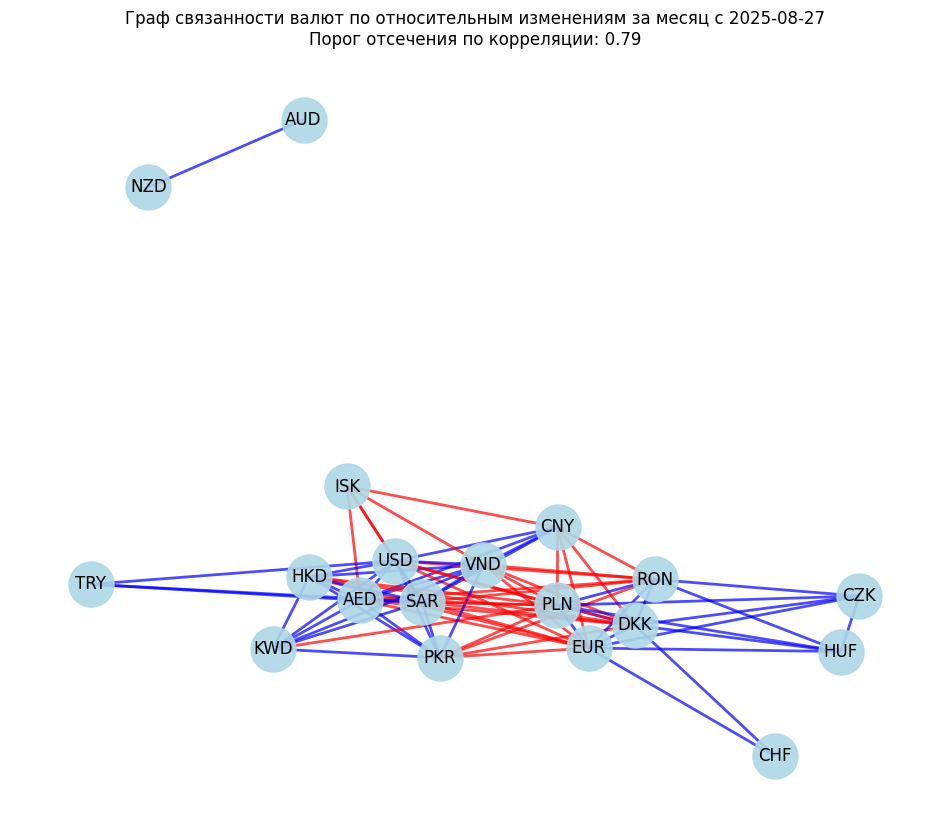 Граф связанности валют по относительным изменениям за месяц с 2025-08-27
Порог отсечения по корреляции: 0.79
AUD
NZD
ISK
CNY
USD
VND
HKD
RON
TRY
CZK
AED
SAR
PLN
DKK
KWD
EUR
HUF
PKR
CHF